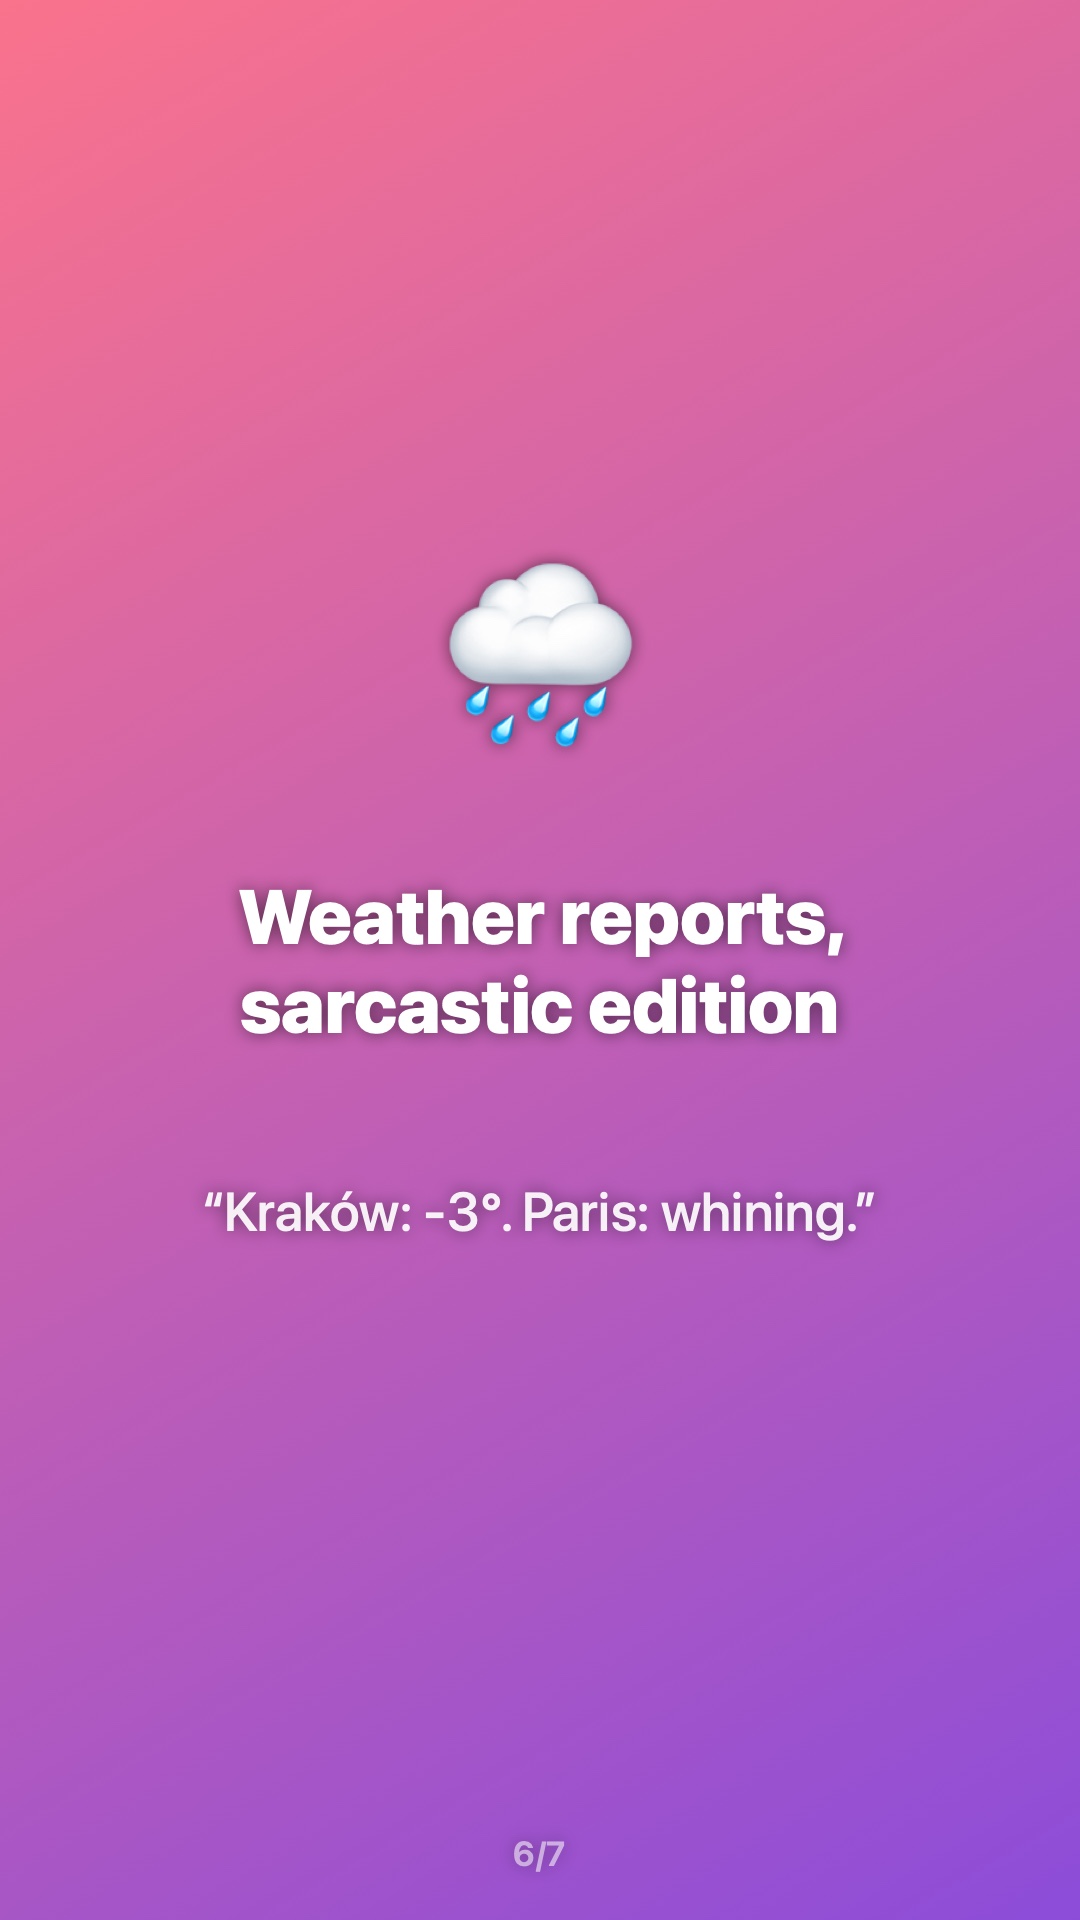 Weather reports,
sarcastic edition
“Kraków: -3°. Paris: whining.”
6/7